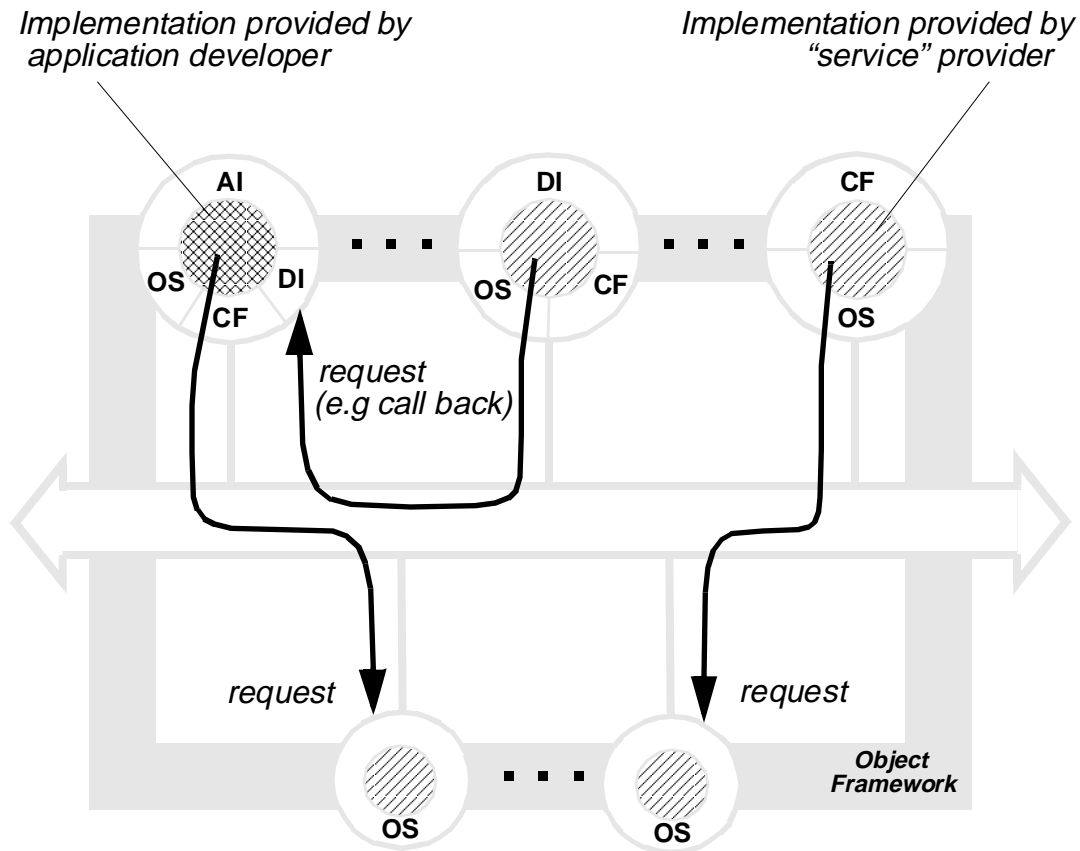 Implementation provided by
application developer
Implementation provided by
“service” provider
AI
OS
DI
CF
DI
OS
CF
CF
OS
request
(e.g call back)
request
request
Object
Framework
OS
OS